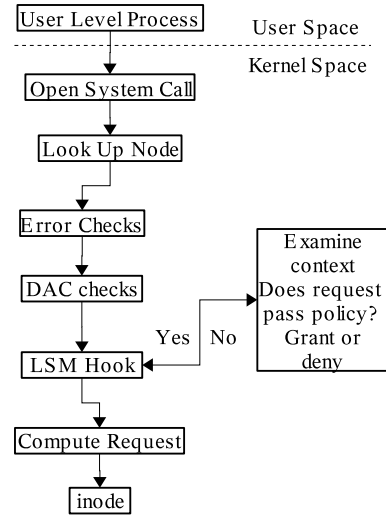 User Level Process
User Space
Kernel Space
Open System Call
Look Up Node
Error Checks
DAC checks
Examine
context
Does request
pass policy?
Grant or
deny
Yes No
LSM Hook
Compute Request
inode